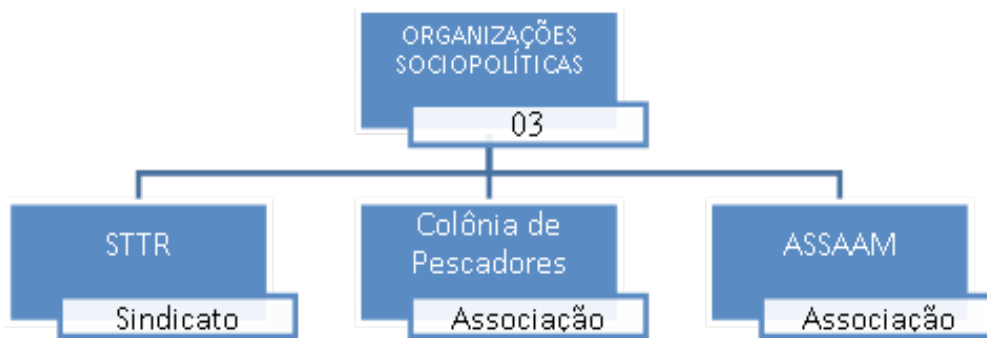 ORGANIZAÇÕES
SOCIOPOLÍTICAS
03
STTR
Sindicato
Colônia de
Pescadores
Associação
ASSAAM
Associação